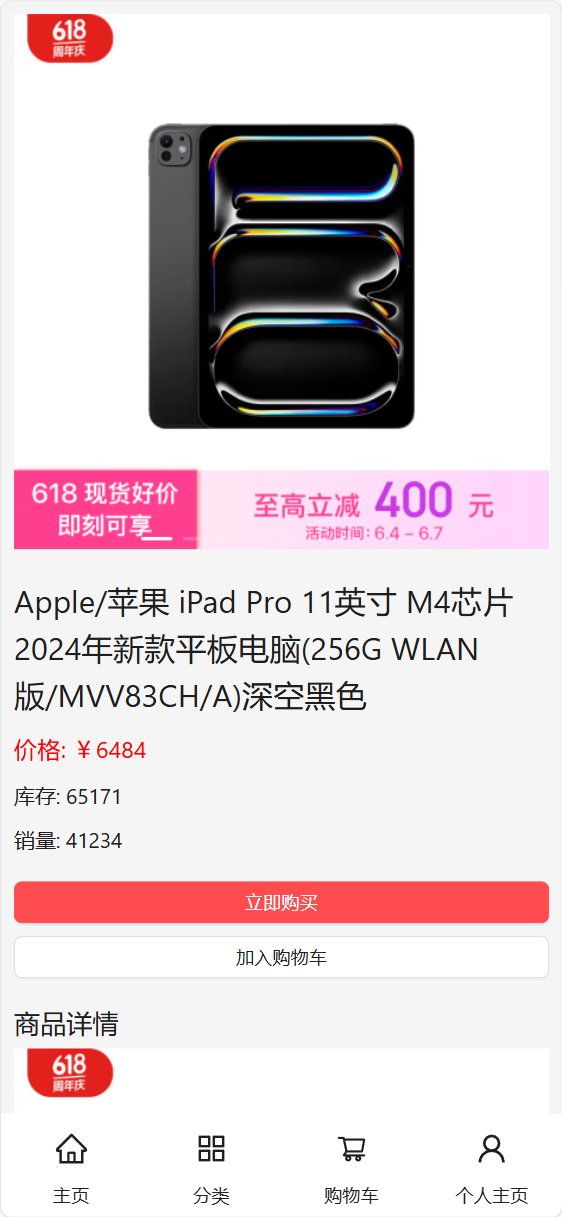 618
周年庆
618 现货好价
即刻可享
至高立减 400 元
活动时间：6.4 - 6.7
Apple/苹果 iPad Pro 11英寸 M4芯片
2024年新款平板电脑(256G WLAN
版/MVV83CH/A)深空黑色
价格: ￥6484
库存: 65171
销量: 41234
立即购买
加入购物车
商品详情
618
周年庆
主页
分类
购物车
个人主页